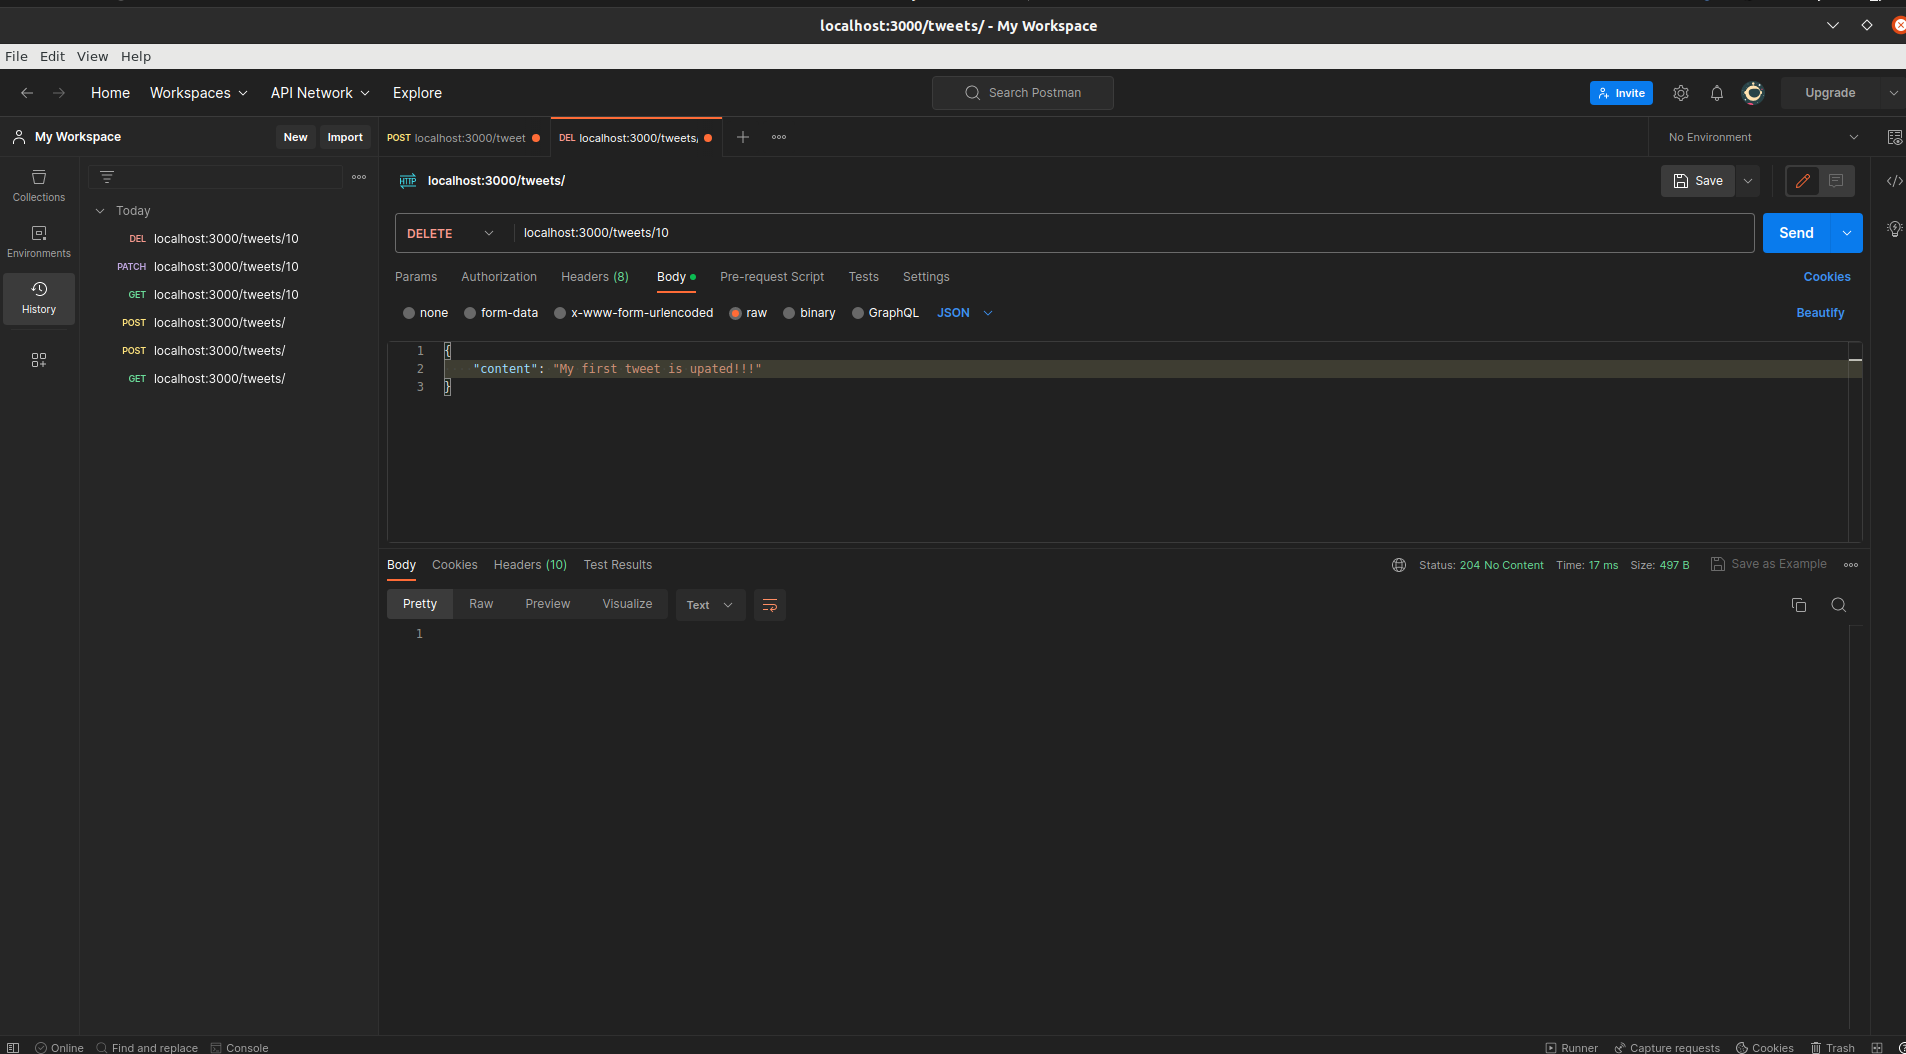 localhost:3000/tweets/ - My Workspace
File Edit View Help
Home Workspaces API Network Explore Search Postman Invite Upgrade
My Workspace New Import POST localhost:3000/tweet DEL localhost:3000/tweets/ No Environment
HTTP localhost:3000/tweets/ Save
Collections
Today
DELETE localhost:3000/tweets/10 Send
DEL localhost:3000/tweets/10
Environments
PATCH localhost:3000/tweets/10
Params Authorization Headers (8) Body Pre-request Script Tests Settings Cookies
GET localhost:3000/tweets/10
History
none form-data x-www-form-urlencoded raw binary GraphQL JSON Beautify
POST localhost:3000/tweets/
POST localhost:3000/tweets/
GET localhost:3000/tweets/
1 {
2 "content": "My first tweet is upated!!!"
3 }
Body Cookies Headers (10) Test Results Status: 204 No Content Time: 17 ms Size: 497 B Save as Example
Pretty Raw Preview Visualize Text
1
Online Find and replace Console Runner Capture requests Cookies Trash